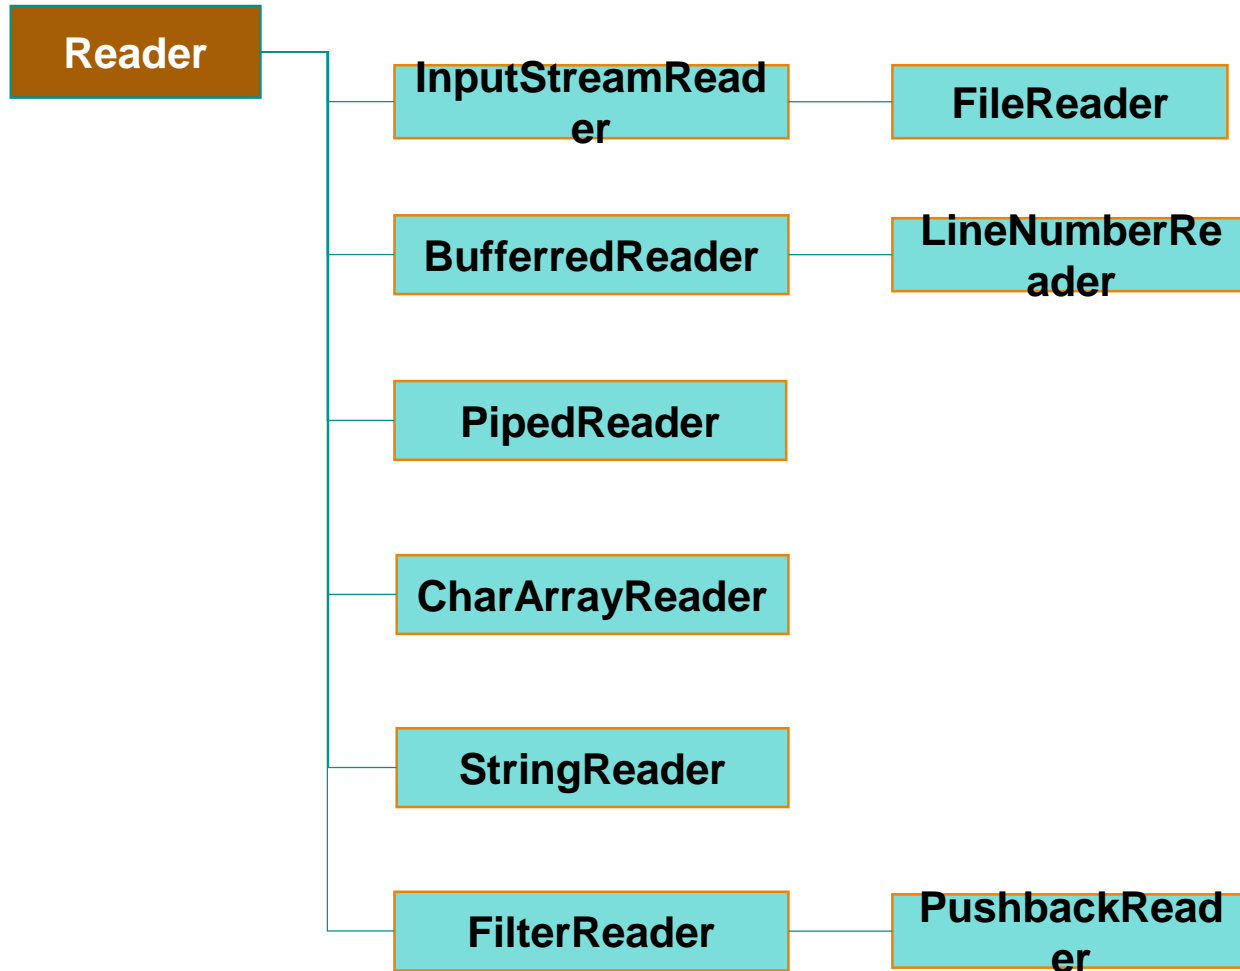 Reader
InputStreamRead
er
FileReader
BufferredReader
LineNumberRe
ader
PipedReader
CharArrayReader
StringReader
FilterReader
PushbackRead
er